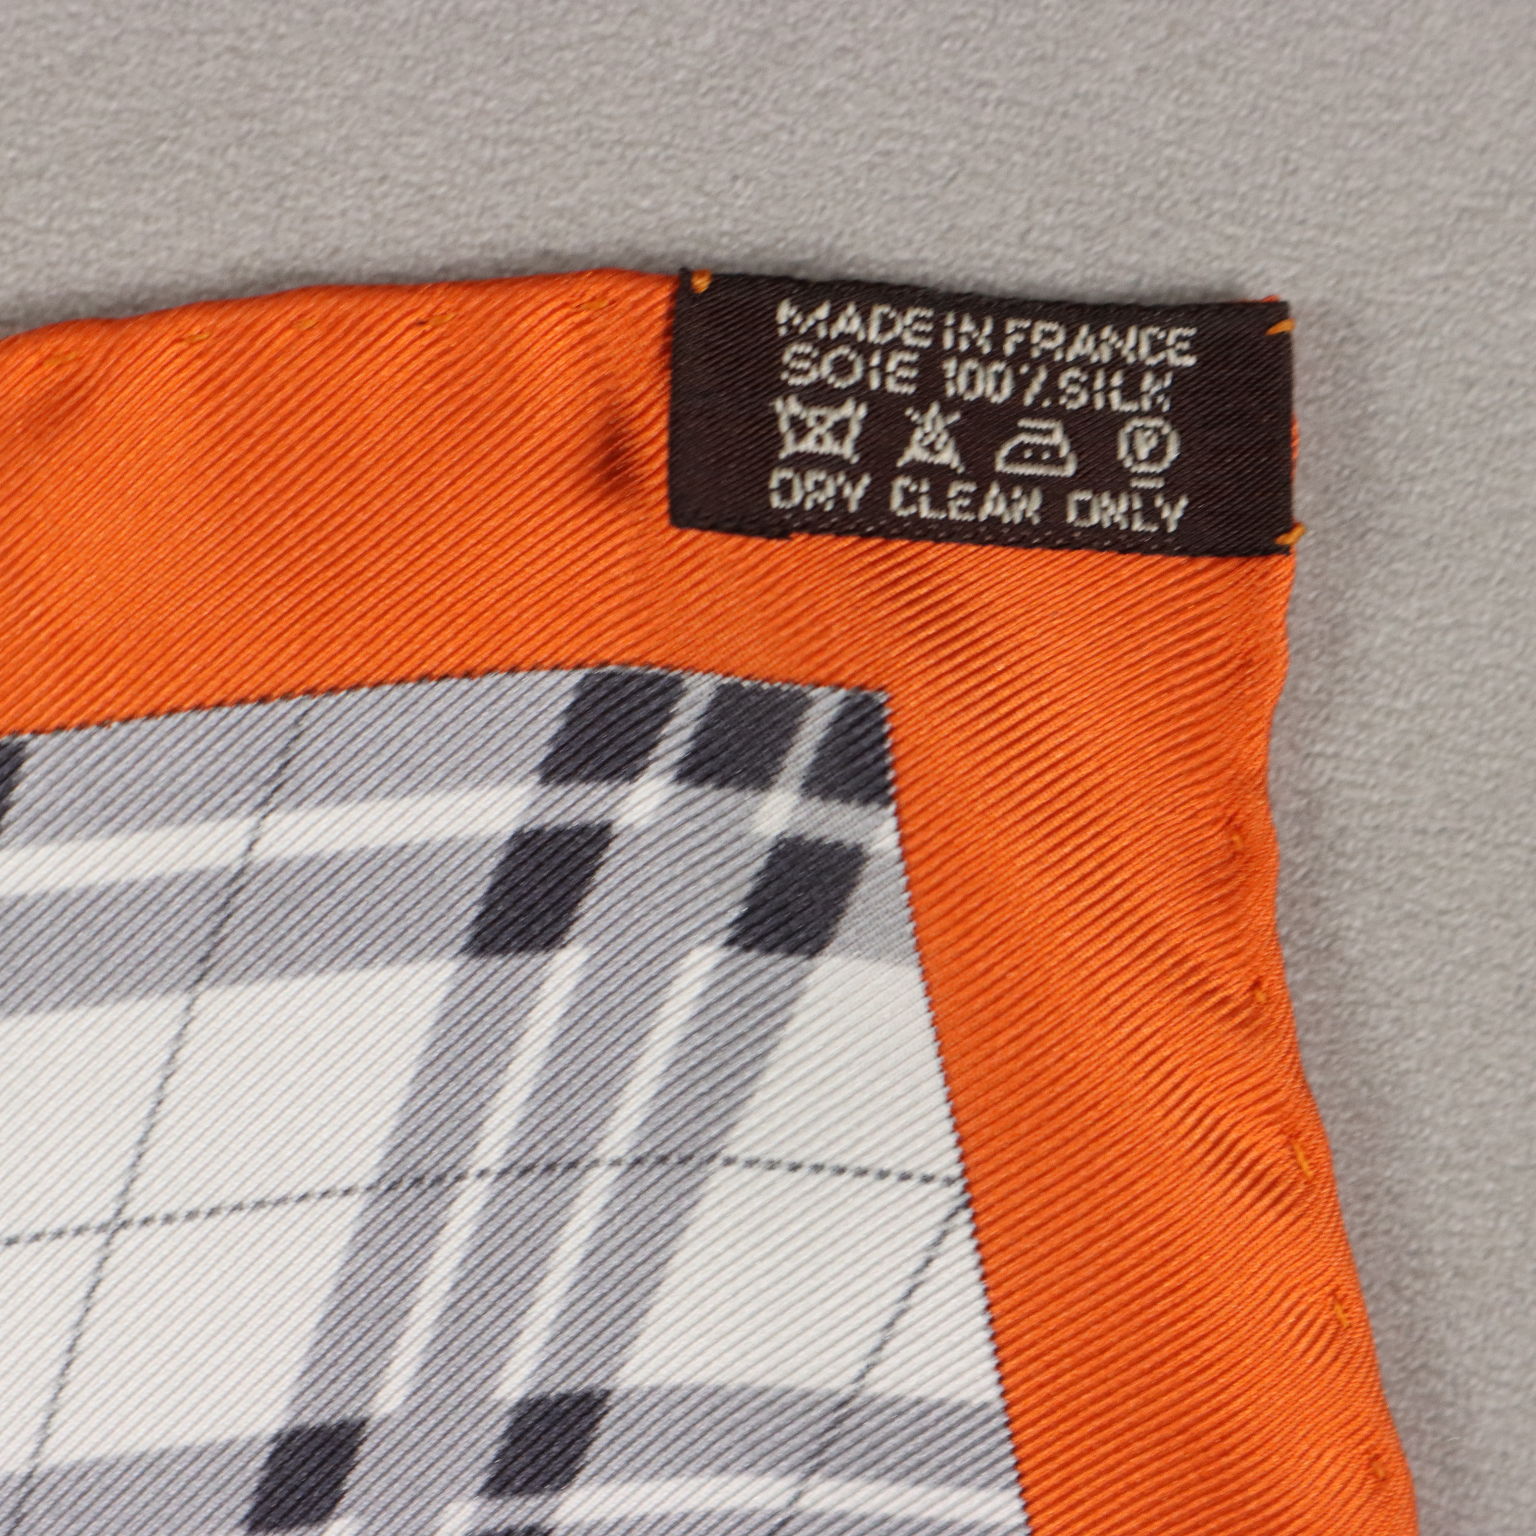 MADE IN FRANCE
SOIE 100% SILK
P
DRY CLEAN ONLY